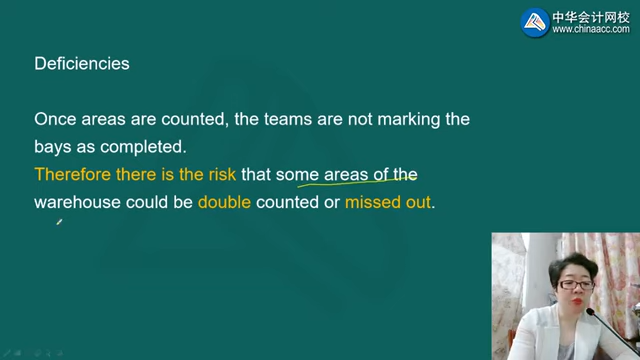 中华会计网校
www.chinaacc.com
Deficiencies
Once areas are counted, the teams are not marking the
bays as completed.
Therefore there is the risk that some areas of the
warehouse could be double counted or missed out.